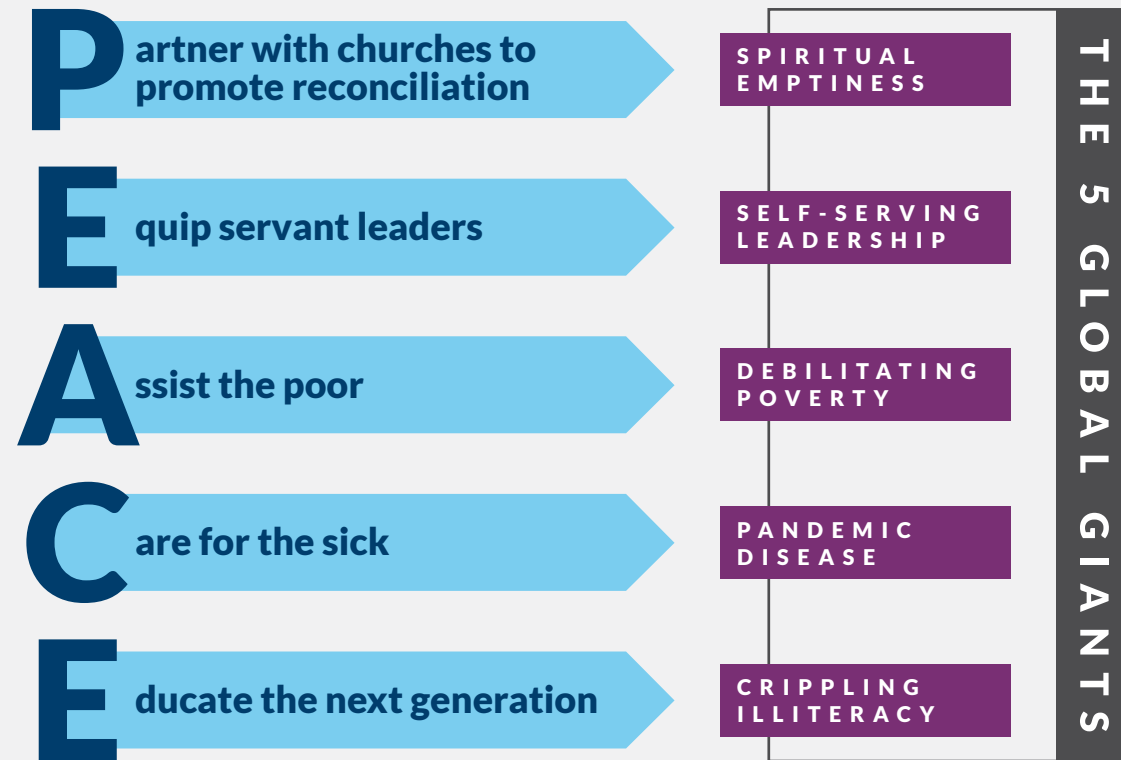 Partner with churches to
promote reconciliation
SPIRITUAL
EMPTINESS
Equip servant leaders
SELF-SERVING
LEADERSHIP
Assist the poor
DEBILITATING
POVERTY
Care for the sick
PANDEMIC
DISEASE
Educate the next generation
CRIPPLING
ILLITERACY
THE 5 GLOBAL GIANTS